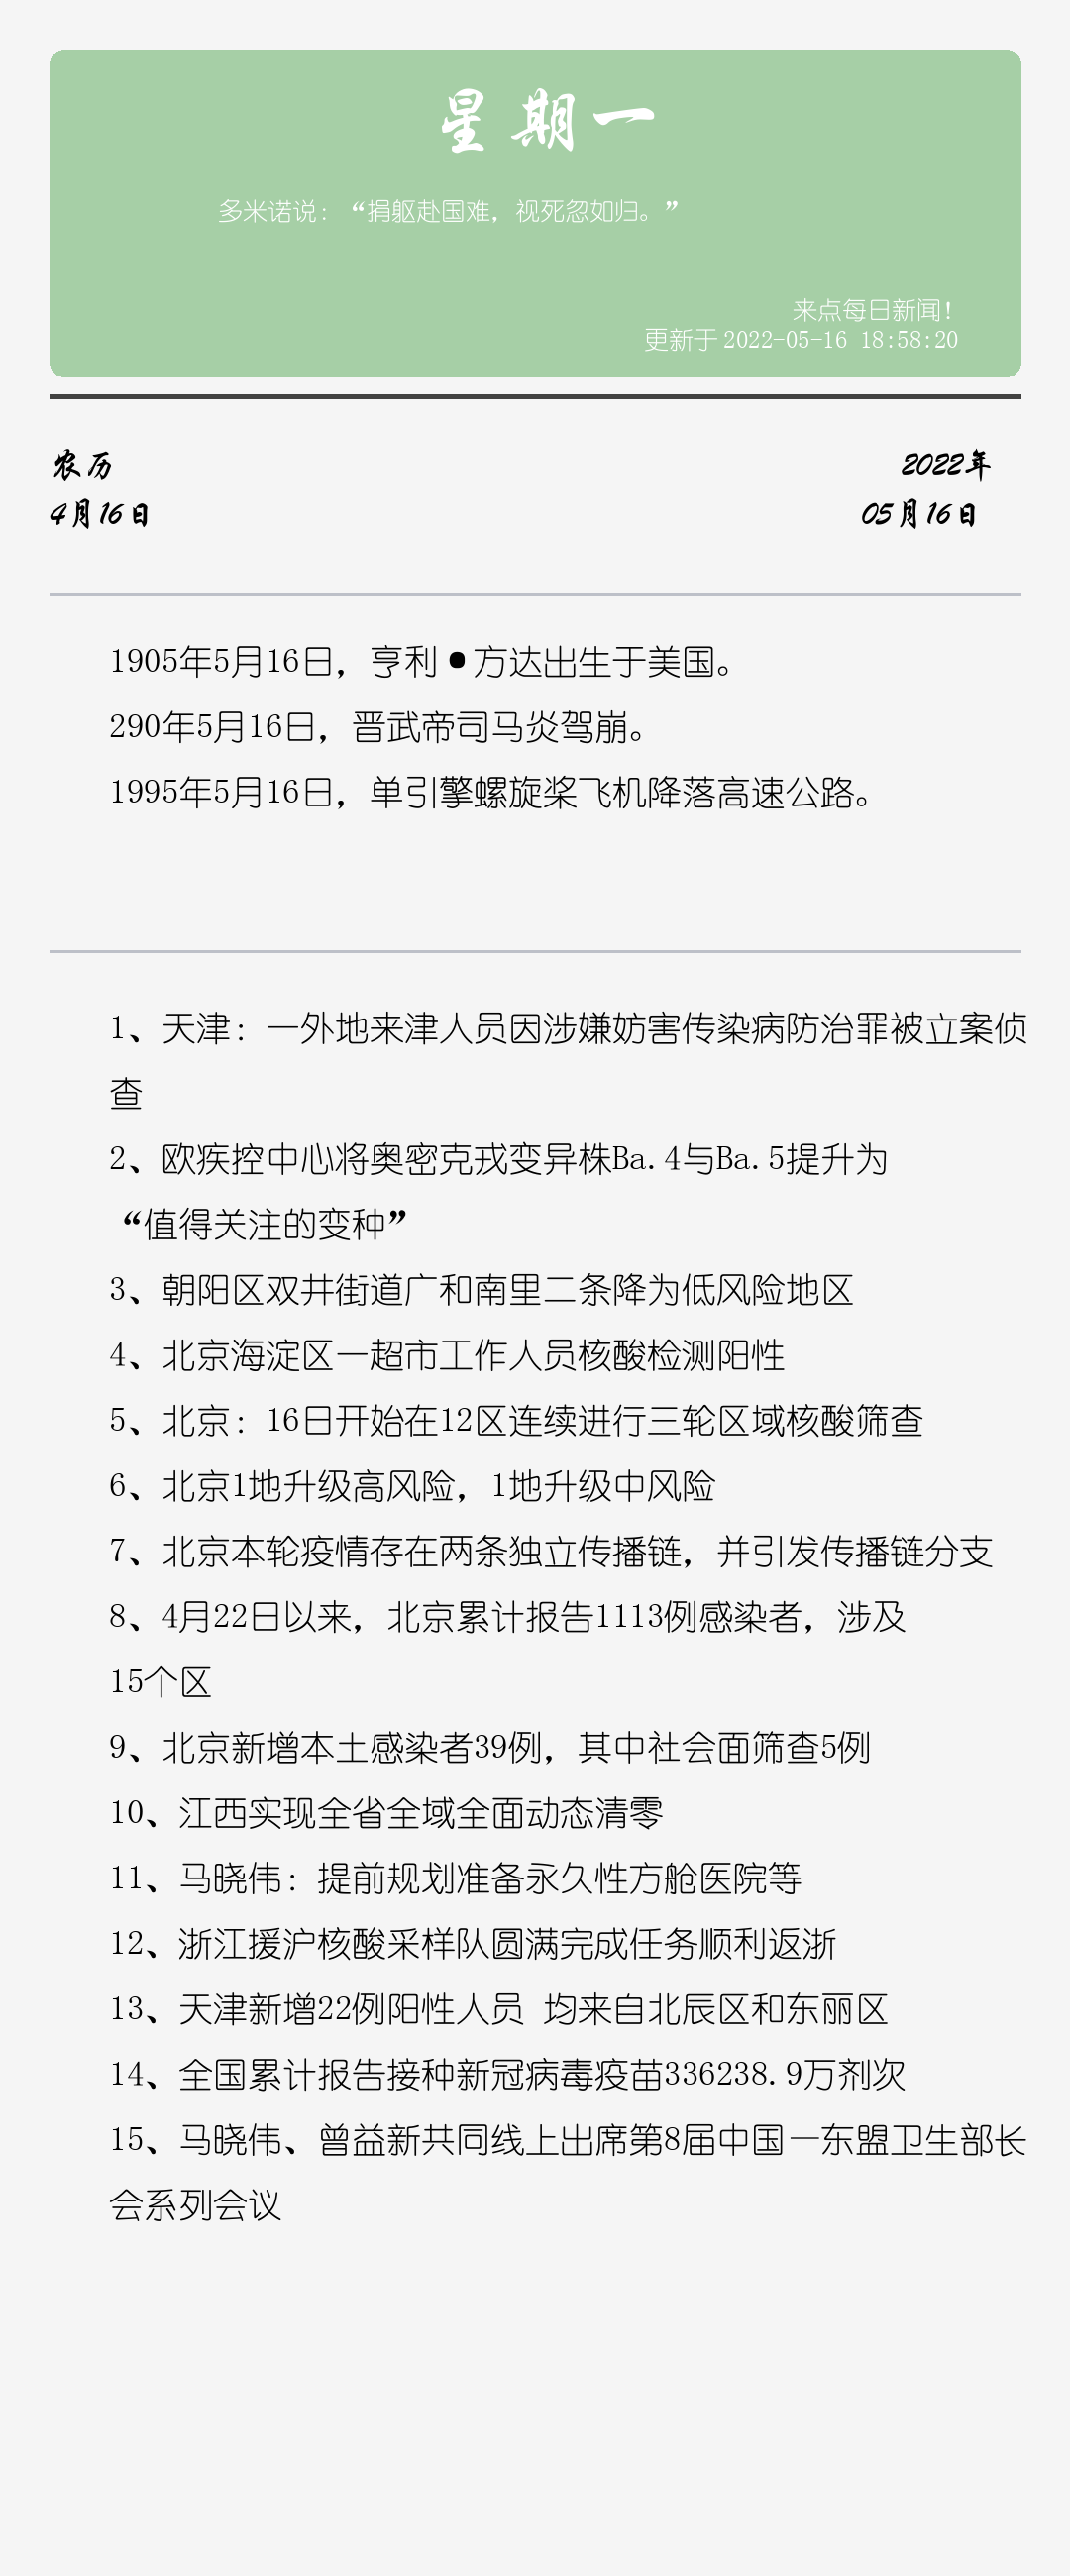 星期一
多米诺说：“捐躯赴国难，视死忽如归。”
来点每日新闻！
更新于 2022-05-16 18:58:20
农历
4月16日
2022年
05月16日
1905年5月16日，亨利•方达出生于美国。
290年5月16日，晋武帝司马炎驾崩。
1995年5月16日，单引擎螺旋桨飞机降落高速公路。
1、天津：一外地来津人员因涉嫌妨害传染病防治罪被立案侦
查
2、欧疾控中心将奥密克戎变异株Ba.4与Ba.5提升为
“值得关注的变种”
3、朝阳区双井街道广和南里二条降为低风险地区
4、北京海淀区一超市工作人员核酸检测阳性
5、北京：16日开始在12区连续进行三轮区域核酸筛查
6、北京1地升级高风险，1地升级中风险
7、北京本轮疫情存在两条独立传播链，并引发传播链分支
8、4月22日以来，北京累计报告1113例感染者，涉及
15个区
9、北京新增本土感染者39例，其中社会面筛查5例
10、江西实现全省全域全面动态清零
11、马晓伟：提前规划准备永久性方舱医院等
12、浙江援沪核酸采样队圆满完成任务顺利返浙
13、天津新增22例阳性人员 均来自北辰区和东丽区
14、全国累计报告接种新冠病毒疫苗336238.9万剂次
15、马晓伟、曾益新共同线上出席第8届中国—东盟卫生部长
会系列会议